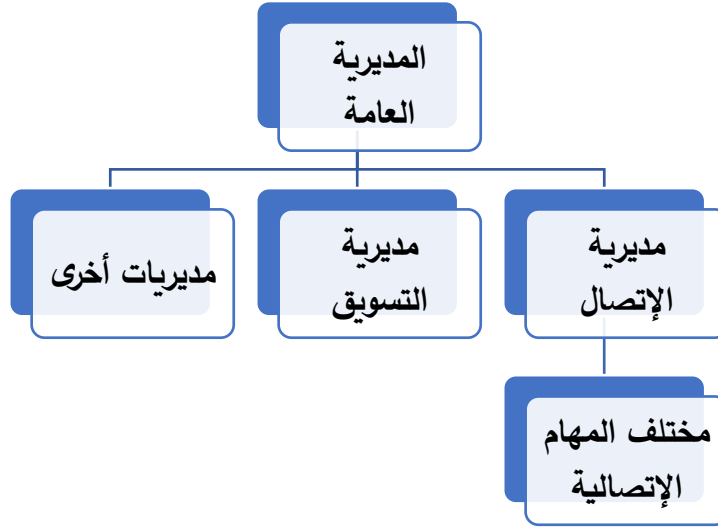 المديرية
العامة
مديرية
الإتصال
مديرية
التسويق
مديريات أخرى
مختلف المهام
الإتصالية